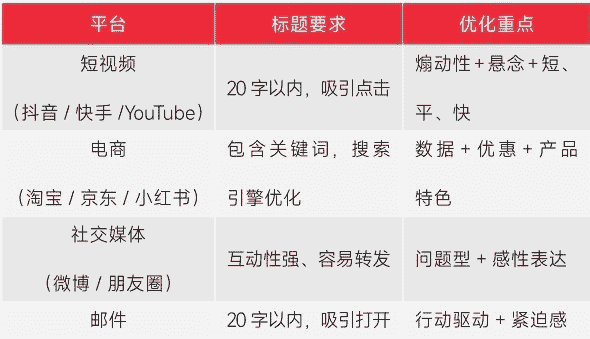 平台 标题要求 优化重点
短视频
（抖音 / 快手 /YouTube）
20 字以内，吸引点击
煽动性＋悬念＋短、
平、快
电商
（淘宝 / 京东 / 小红书）
包含关键词，搜索
引擎优化
数据＋优惠＋产品
特色
社交媒体
（微博 / 朋友圈）
互动性强、容易转发
问题型＋感性表达
邮件
20 字以内，吸引打开
行动驱动＋紧迫感